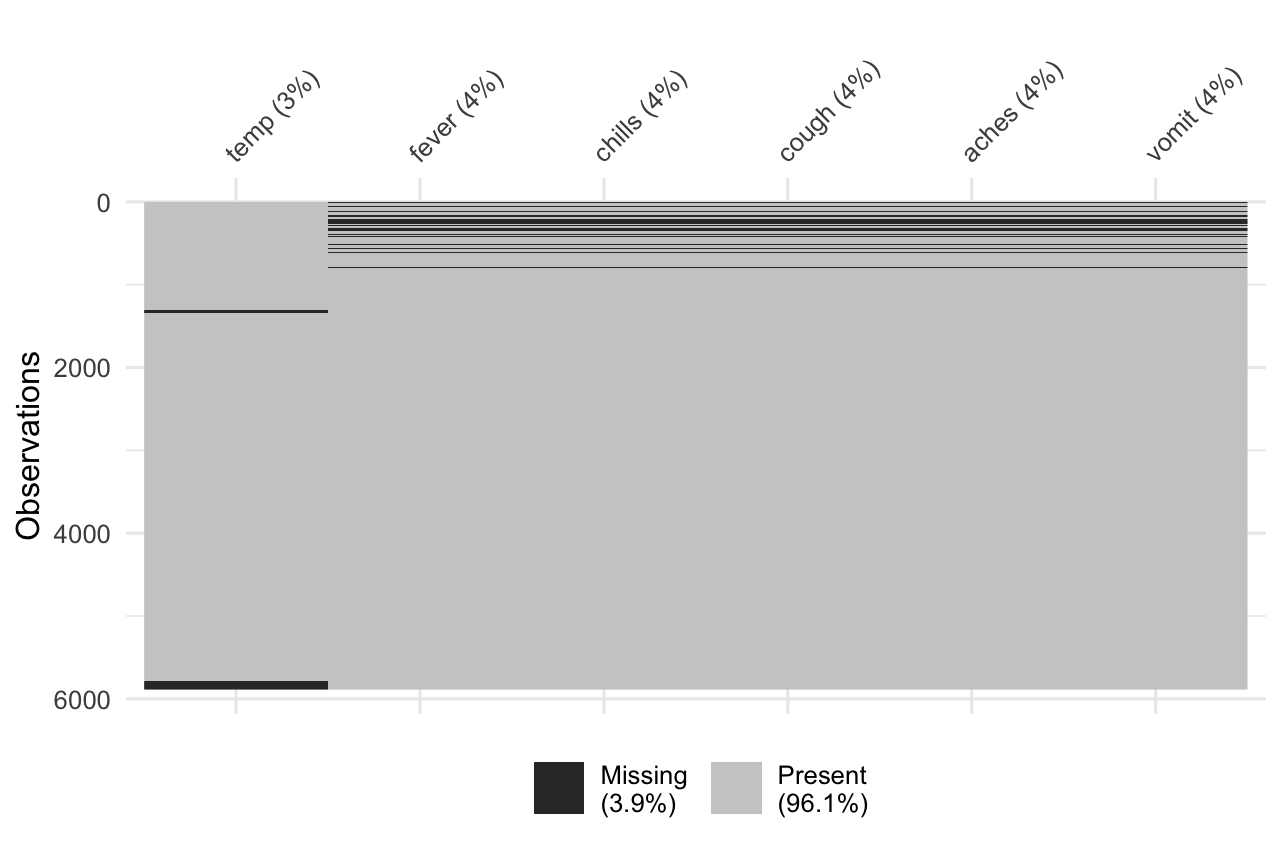 temp (3%)
fever (4%)
chills (4%)
cough (4%)
aches (4%)
vomit (4%)
Observations
0
2000
4000
6000
Missing
(3.9%)
Present
(96.1%)